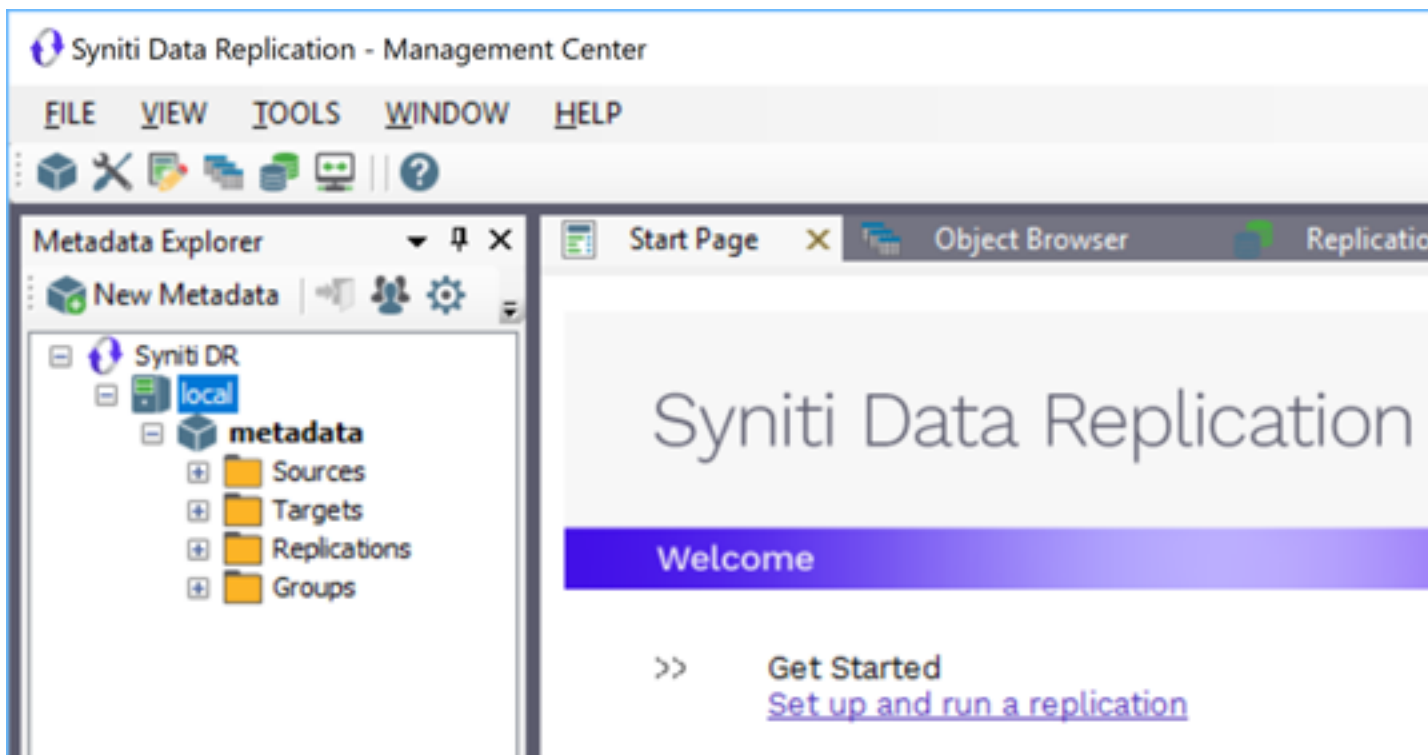 Syniti Data Replication - Management Center
FILE VIEW TOOLS WINDOW HELP
Metadata Explorer
New Metadata
Syniti DR
local
metadata
Sources
Targets
Replications
Groups
Start Page Object Browser Replicatio
Syniti Data Replication
Welcome
>> Get Started
Set up and run a replication